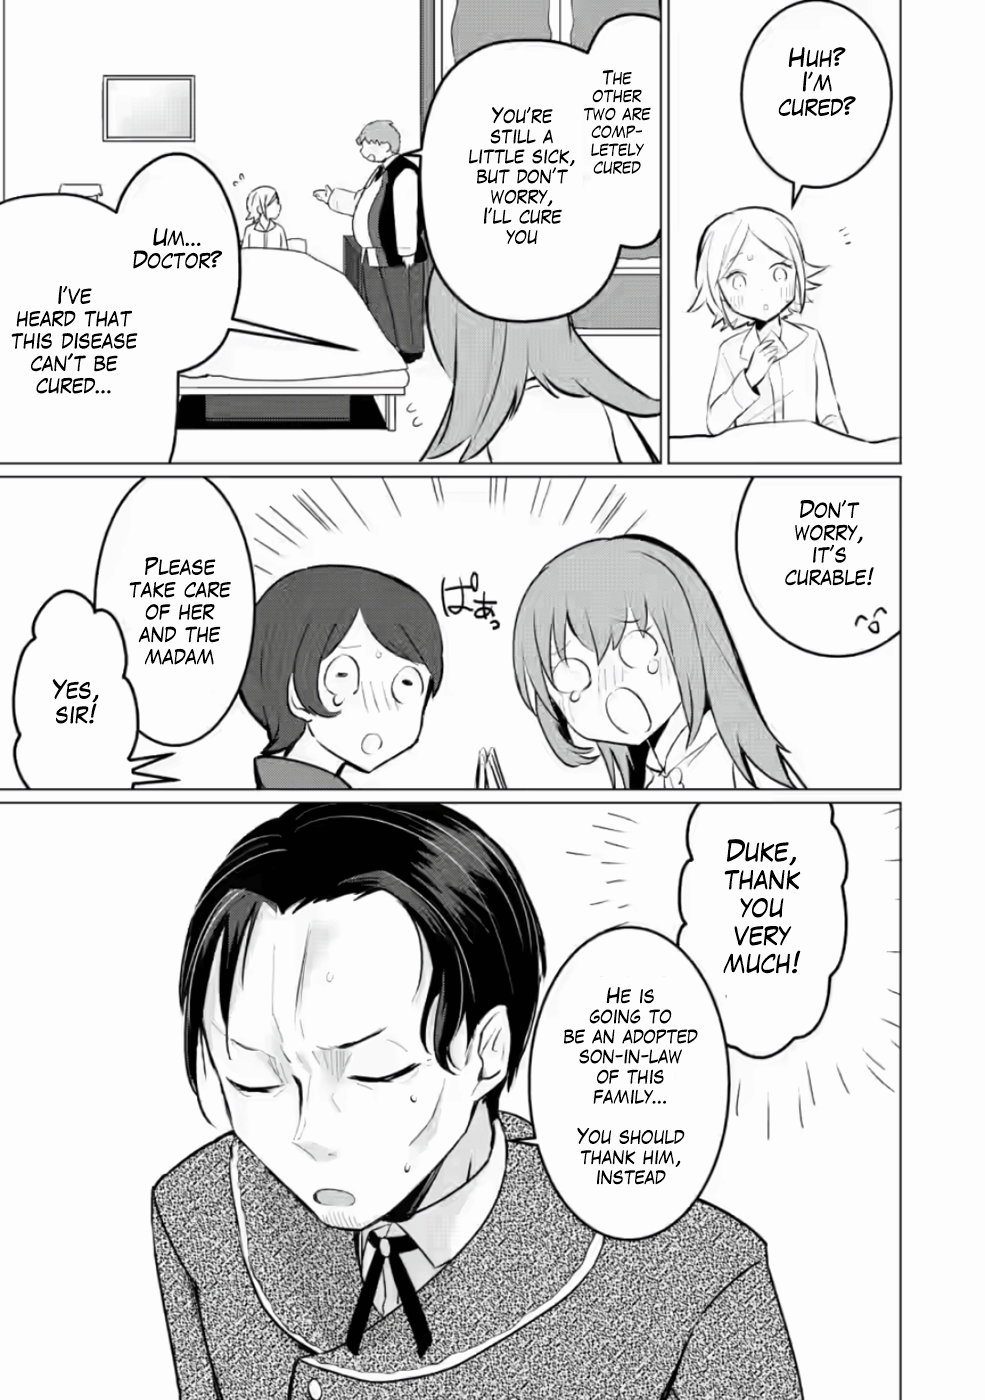 HUH?
I'M
CURED?
THE
OTHER
TWO ARE
COMP-
LETELY
CURED
YOU'RE
STILL A
LITTLE SICK,
BUT DON'T
WORRY,
I'LL CURE
YOU
UM...
DOCTOR?
I'VE
HEARD THAT
THIS DISEASE
CAN'T BE
CURED...
DON'T
WORRY,
IT'S
CURABLE!
ぱぁっ
PLEASE
TAKE CARE
OF HER
AND THE
MADAM
YES,
SIR!
DUKE,
THANK
YOU
VERY
MUCH!
HE IS
GOING TO
BE AN ADOPTED
SON-IN-LAW
OF THIS
FAMILY...
YOU SHOULD
THANK HIM,
INSTEAD